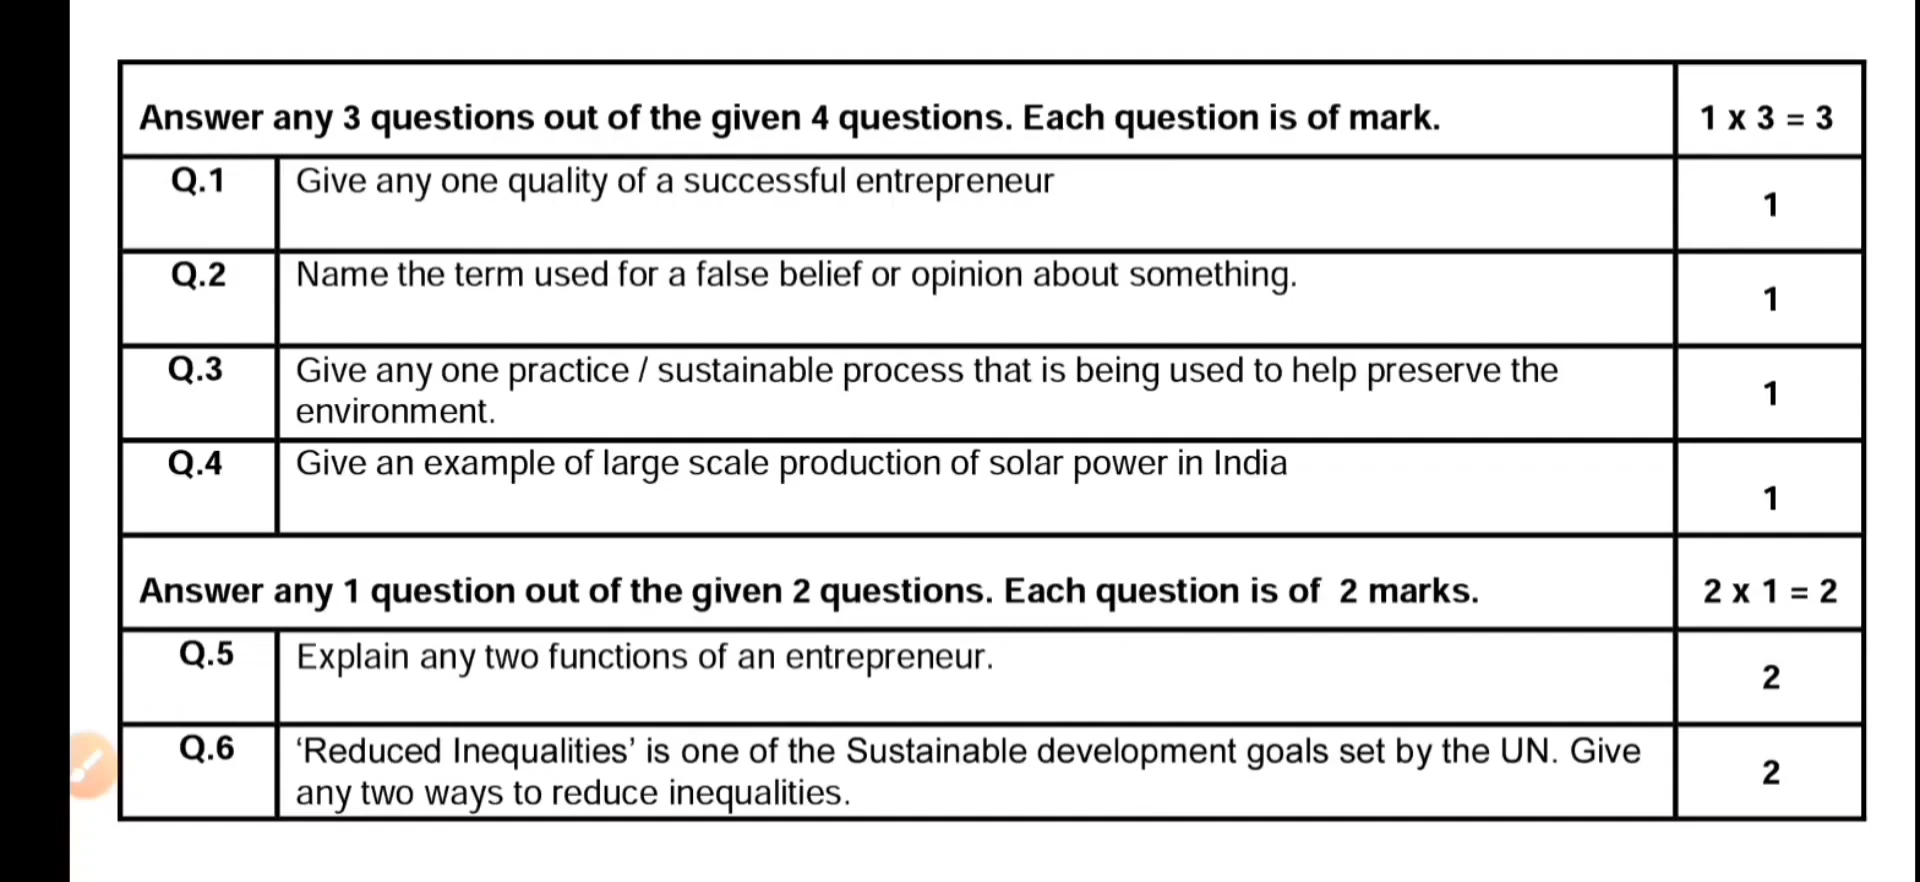 Answer any 3 questions out of the given 4 questions. Each question is of mark. 1 x 3 = 3
Q.1 Give any one quality of a successful entrepreneur 1
Q.2 Name the term used for a false belief or opinion about something. 1
Q.3 Give any one practice / sustainable process that is being used to help preserve the
environment. 1
Q.4 Give an example of large scale production of solar power in India 1
Answer any 1 question out of the given 2 questions. Each question is of 2 marks. 2 x 1 = 2
Q.5 Explain any two functions of an entrepreneur. 2
Q.6 ‘Reduced Inequalities’ is one of the Sustainable development goals set by the UN. Give
any two ways to reduce inequalities. 2